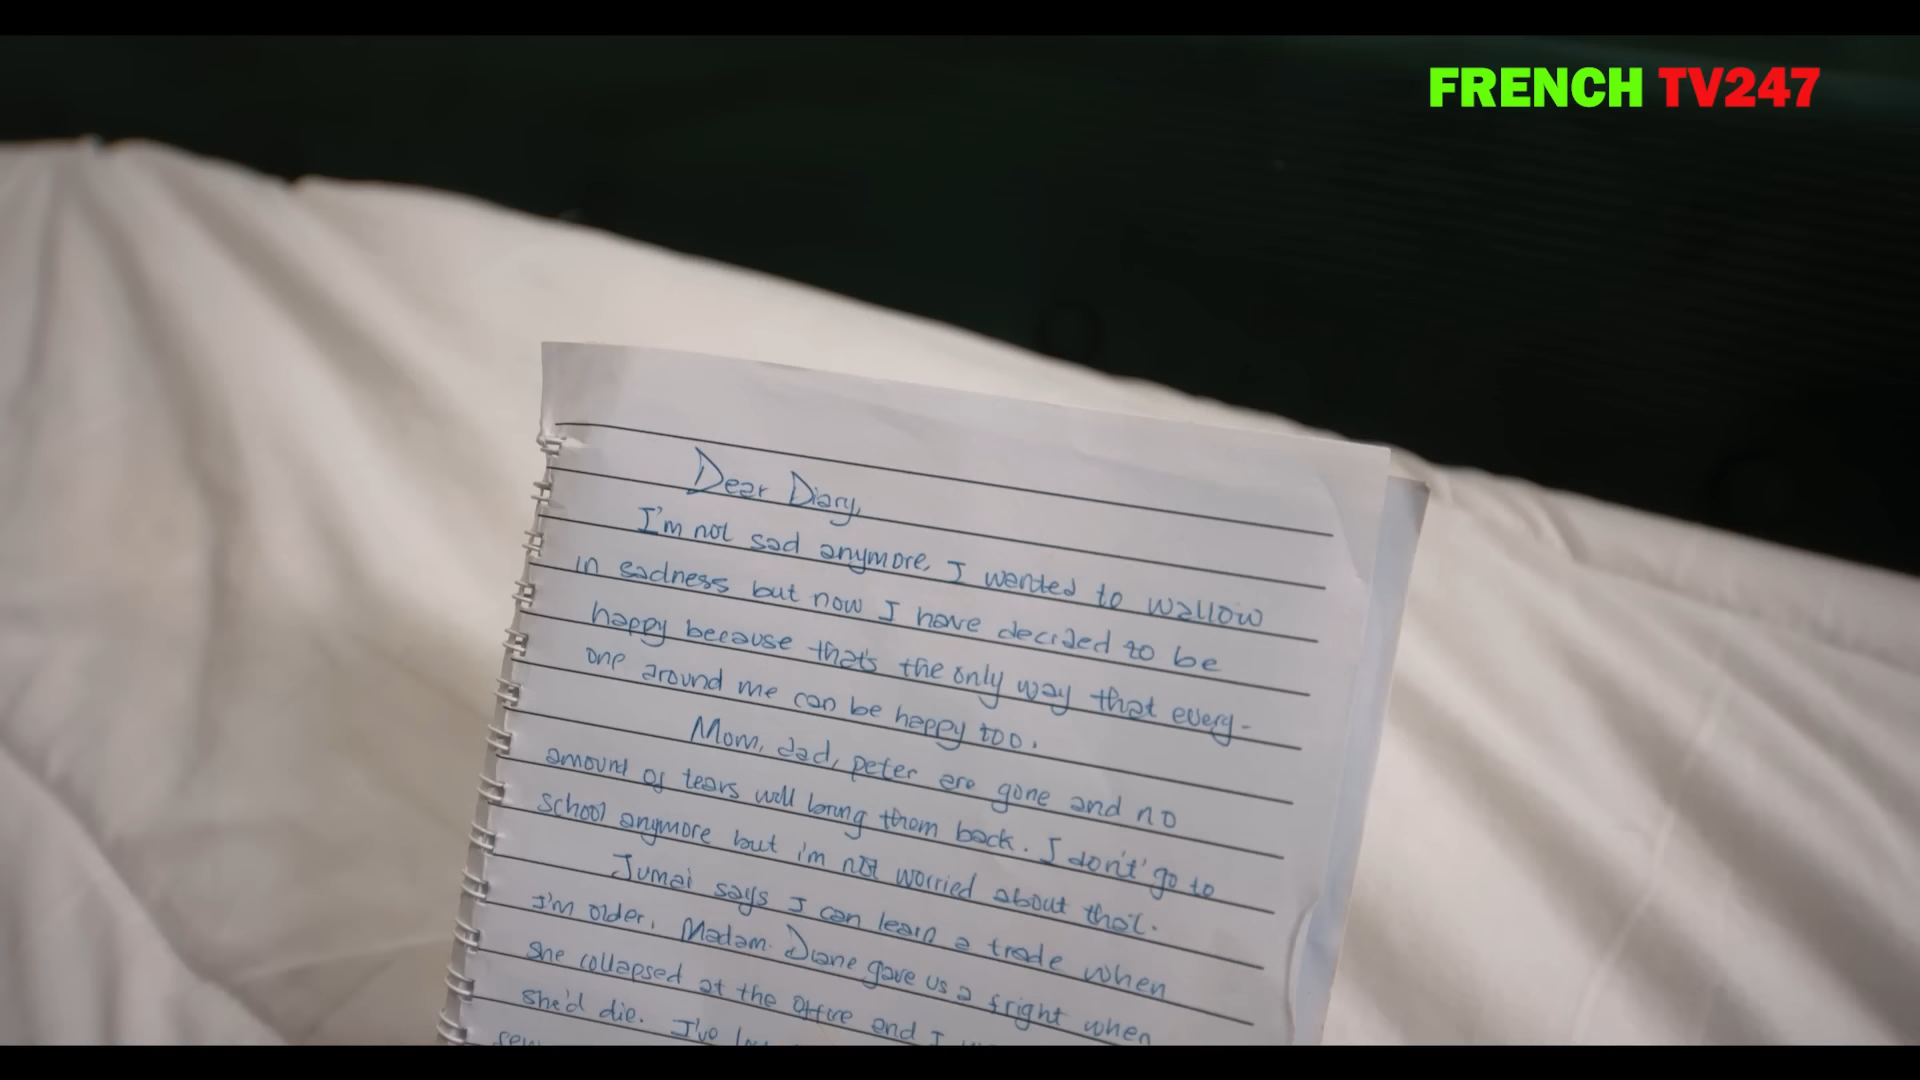 FRENCH TV247
Dear Diary,
I'm not sad anymore. I wanted to wallow
in sadness but now I have decided to be
happy because that's the only way that every-
one around me can be happy too.
Mom, dad, peter are gone and no
amount of tears will bring them back. I don't go to
school anymore but i'm not worried about that.
Jumai says I can learn a trade when
I'm older. Madam Diane gave us a fright when
she collapsed at the office and I
she'd die. I've